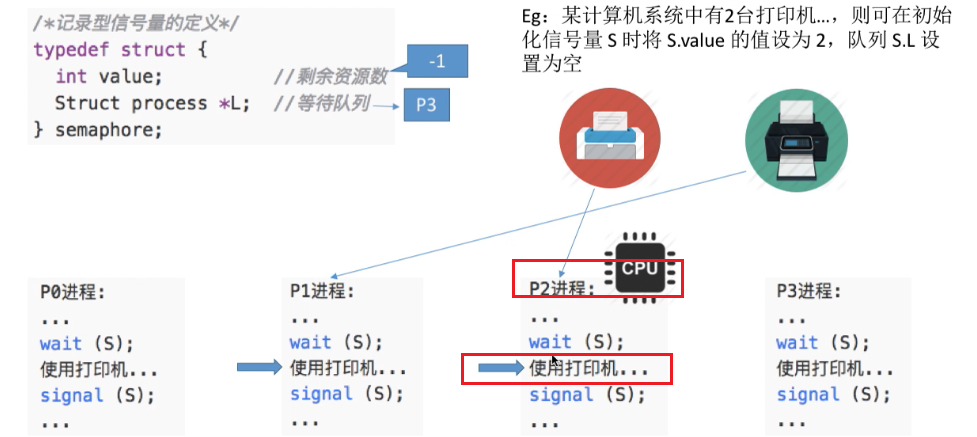 /*记录型信号量的定义*/
typedef struct {
int value; //剩余资源数
Struct process *L; //等待队列
} semaphore;
-1
P3
Eg：某计算机系统中有2台打印机…，则可在初始
化信号量 S 时将 S.value 的值设为 2，队列 S.L 设
置为空
CPU
P0进程:
...
wait (S);
使用打印机...
signal (S);
...
P1进程:
...
wait (S);
使用打印机...
signal (S);
...
P2进程:
...
wait (S);
使用打印机...
signal (S);
...
P3进程:
...
wait (S);
使用打印机...
signal (S);
...